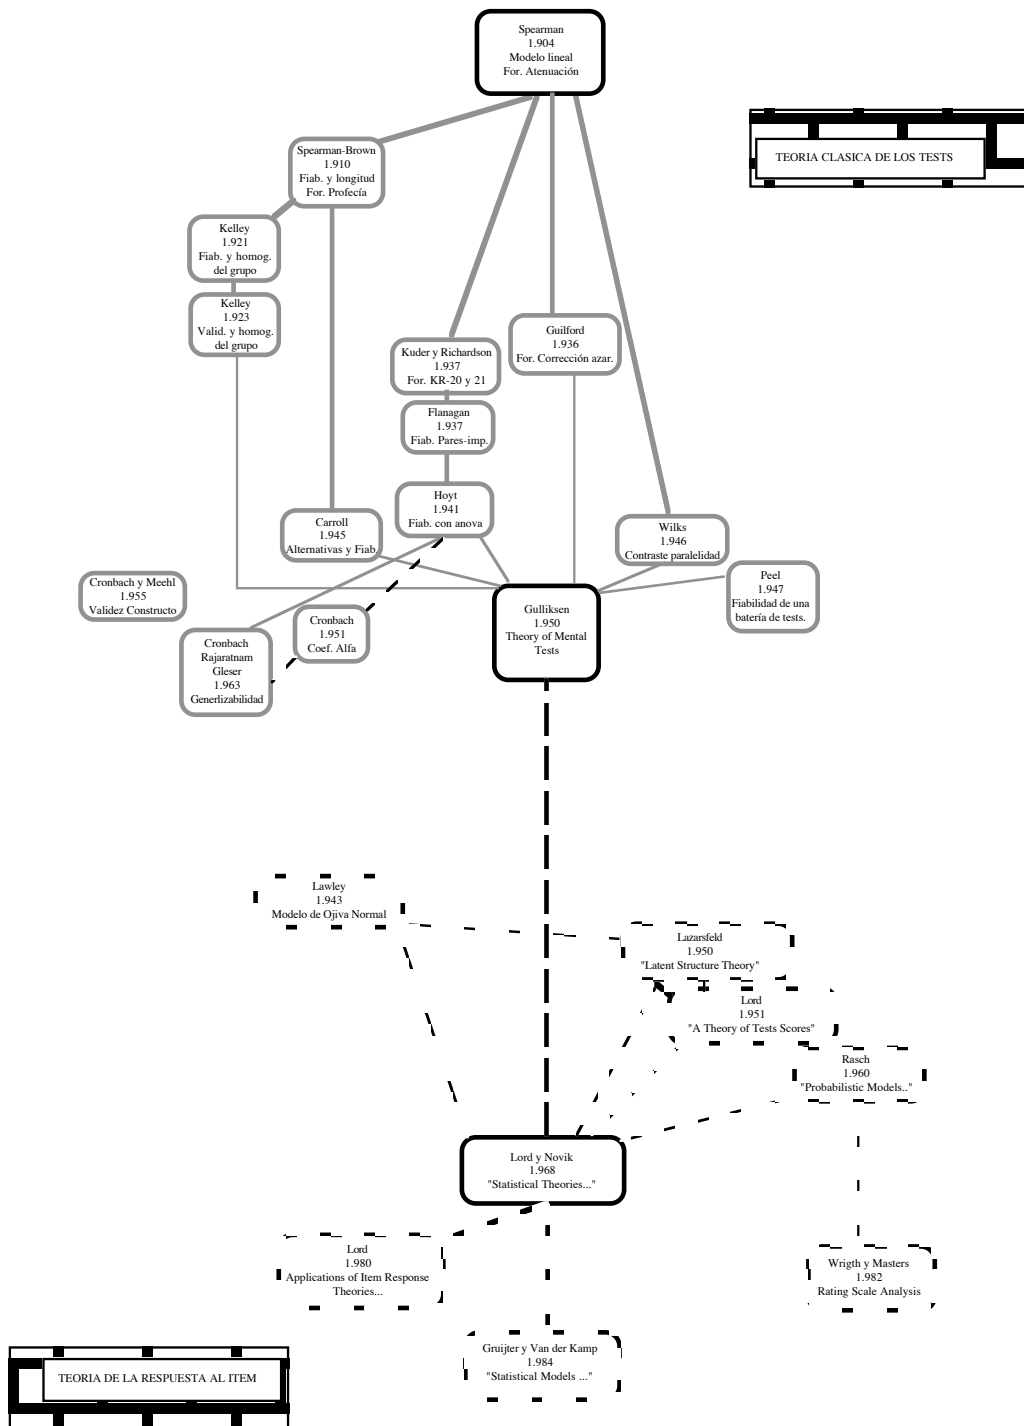 Spearman
1.904
Modelo lineal
For. Atenuación
TEORIA CLASICA DE LOS TESTS
Spearman-Brown
1.910
Fiab. y longitud
For. Profecía
Kelley
1.921
Fiab. y homog.
del grupo
Kelley
1.923
Valid. y homog.
del grupo
Kuder y Richardson
1.937
For. KR-20 y 21
Guilford
1.936
For. Corrección azar.
Flanagan
1.937
Fiab. Pares-imp.
Hoyt
1.941
Fiab. con anova
Carroll
1.945
Alternativas y Fiab.
Wilks
1.946
Contraste paralelidad
Cronbach y Meehl
1.955
Validez Constructo
Peel
1.947
Fiabilidad de una
batería de tests.
Gulliksen
1.950
Theory of Mental
Tests
Cronbach
1.951
Coef. Alfa
Cronbach
Rajaratnam
Gleser
1.963
Generlizabilidad
Lawley
1.943
Modelo de Ojiva Normal
Lazarsfeld
1.950
"Latent Structure Theory"
Lord
1.951
"A Theory of Tests Scores"
Rasch
1.960
"Probabilistic Models.."
Lord y Novik
1.968
"Statistical Theories..."
Lord
1.980
Applications of Item Response
Theories...
Wrigth y Masters
1.982
Rating Scale Analysis
Gruijter y Van der Kamp
1.984
"Statistical Models ..."
TEORIA DE LA RESPUESTA AL ITEM